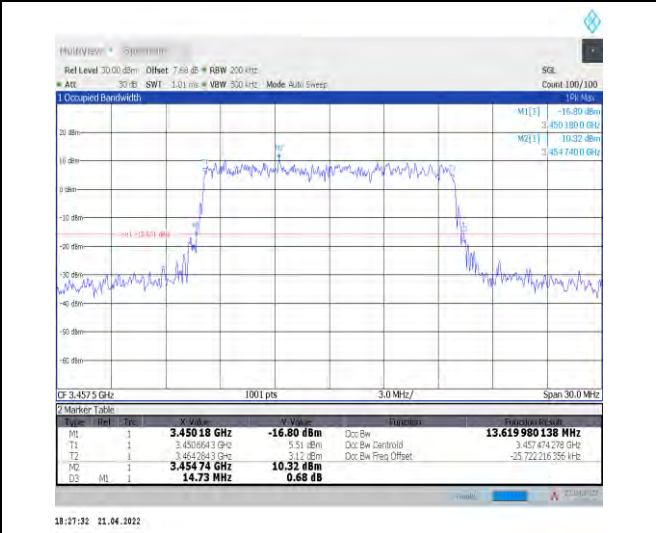 MultiView Spectrum
Ref Level 30.00 dBm Offset 7.68 dB RBW 200 kHz SGL
Att 30 dB SWT 1.01 ms VBW 300 kHz Mode Auto Sweep Count 100/100
1 Occupied Bandwidth 1Pk Max
M1[1] -16.80 dBm
3.450 180 0 GHz
M2[1] 10.32 dBm
3.454 740 0 GHz
20 dBm
10 dBm
0 dBm
-10 dBm
-20 dBm
-30 dBm
-40 dBm
-50 dBm
-60 dBm
CF 3.457 5 GHz 1001 pts 3.0 MHz/ Span 30.0 MHz
2 Marker Table
Type Ref Trc X-Value Y-Value Function Function Result
M1 1 3.450 18 GHz -16.80 dBm Occ Bw 13.619 980 138 MHz
T1 1 3.450 664 3 GHz 5.51 dBm Occ Bw Centroid 3.457 474 278 GHz
T2 1 3.464 284 3 GHz 3.12 dBm Occ Bw Freq Offset -25.722 216 356 kHz
M2 1 3.454 74 GHz 10.32 dBm
D3 M1 1 14.73 MHz 0.68 dB
18:27:32 21.04.2022